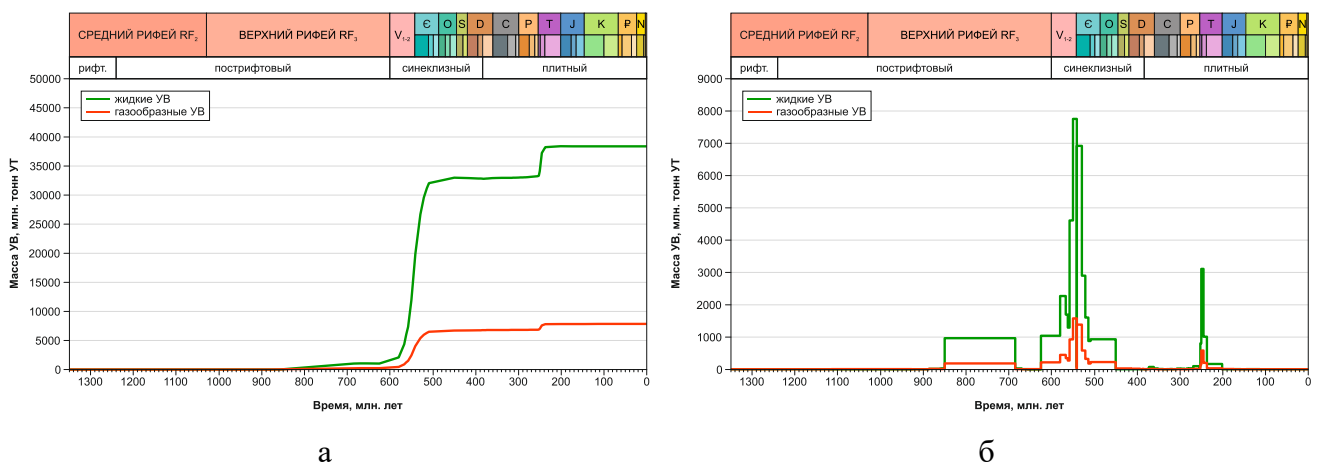 СРЕДНИЙ РИФЕЙ RF₂ ВЕРХНИЙ РИФЕЙ RF₃ V₁₋₂ Є O S D C P T J K ₽ N
рифт. пострифтовый синеклизный плитный
50000
45000
40000
35000
30000
25000
20000
15000
10000
5000
0
Масса УВ, млн. тонн УТ
жидкие УВ
газообразные УВ
1300 1200 1100 1000 900 800 700 600 500 400 300 200 100 0
Время, млн. лет
а
СРЕДНИЙ РИФЕЙ RF₂ ВЕРХНИЙ РИФЕЙ RF₃ V₁₋₂ Є O S D C P T J K ₽ N
рифт. пострифтовый синеклизный плитный
9000
8000
7000
6000
5000
4000
3000
2000
1000
0
Масса УВ, млн. тонн УТ
жидкие УВ
газообразные УВ
1300 1200 1100 1000 900 800 700 600 500 400 300 200 100 0
Время, млн. лет
б